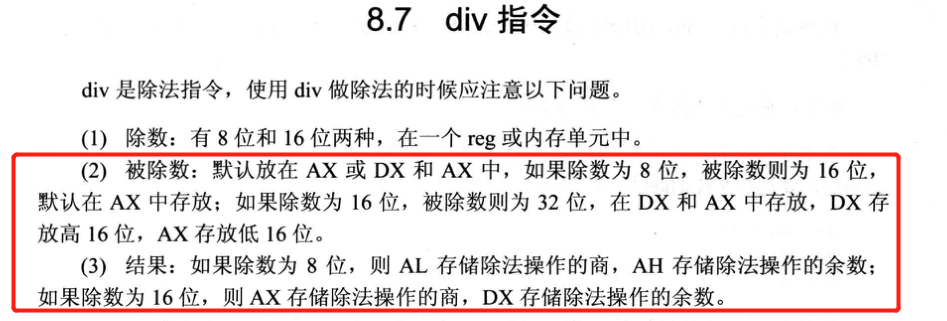 8.7 div 指令
div 是除法指令，使用 div 做除法的时候应注意以下问题。
(1) 除数：有 8 位和 16 位两种，在一个 reg 或内存单元中。
(2) 被除数：默认放在 AX 或 DX 和 AX 中，如果除数为 8 位，被除数则为 16 位，
默认在 AX 中存放；如果除数为 16 位，被除数则为 32 位，在 DX 和 AX 中存放，DX 存
放高 16 位，AX 存放低 16 位。
(3) 结果：如果除数为 8 位，则 AL 存储除法操作的商，AH 存储除法操作的余数；
如果除数为 16 位，则 AX 存储除法操作的商，DX 存储除法操作的余数。